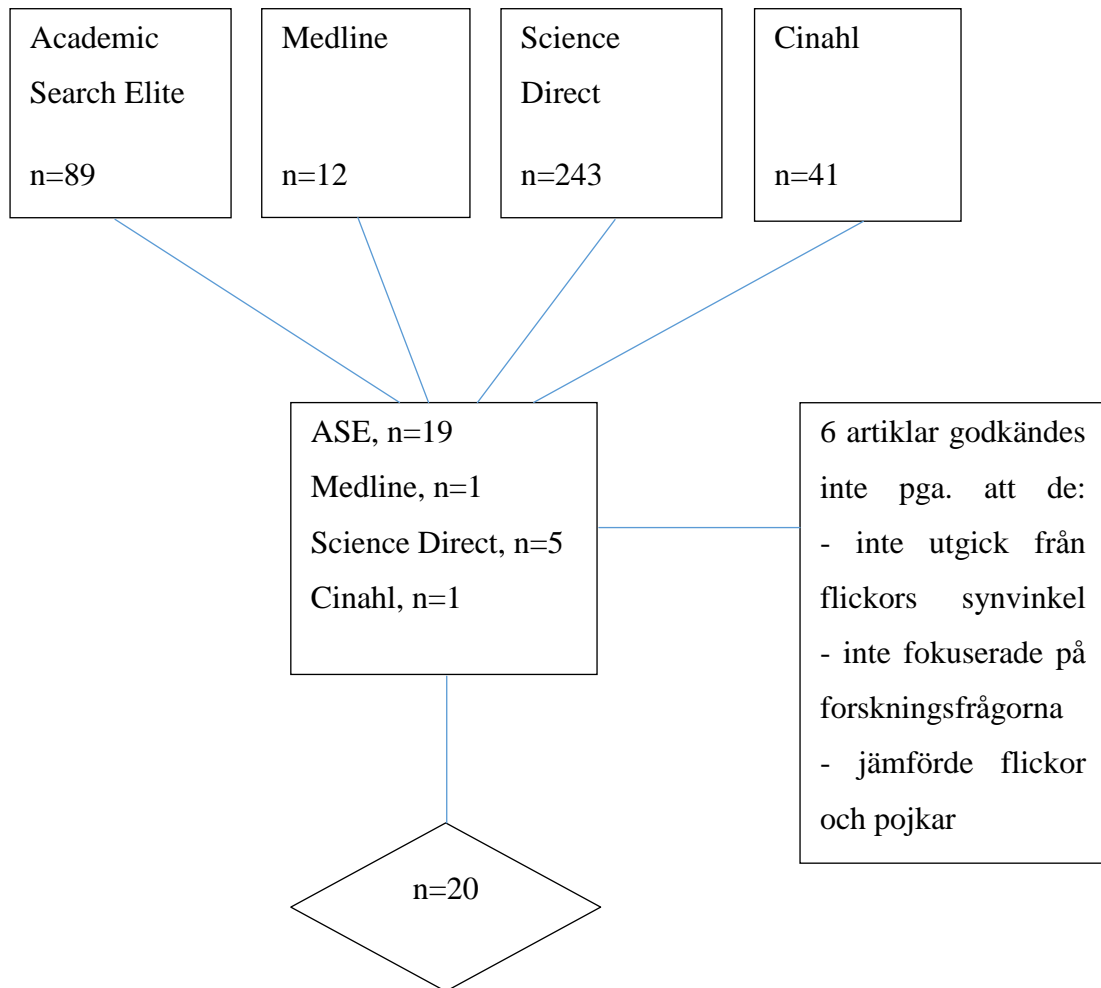 Academic
Search Elite
n=89
Medline
n=12
Science
Direct
n=243
Cinahl
n=41
ASE, n=19
Medline, n=1
Science Direct, n=5
Cinahl, n=1
6 artiklar godkändes
inte pga. att de:
- inte utgick från
flickors synvinkel
- inte fokuserade på
forskningsfrågorna
- jämförde flickor
och pojkar
n=20